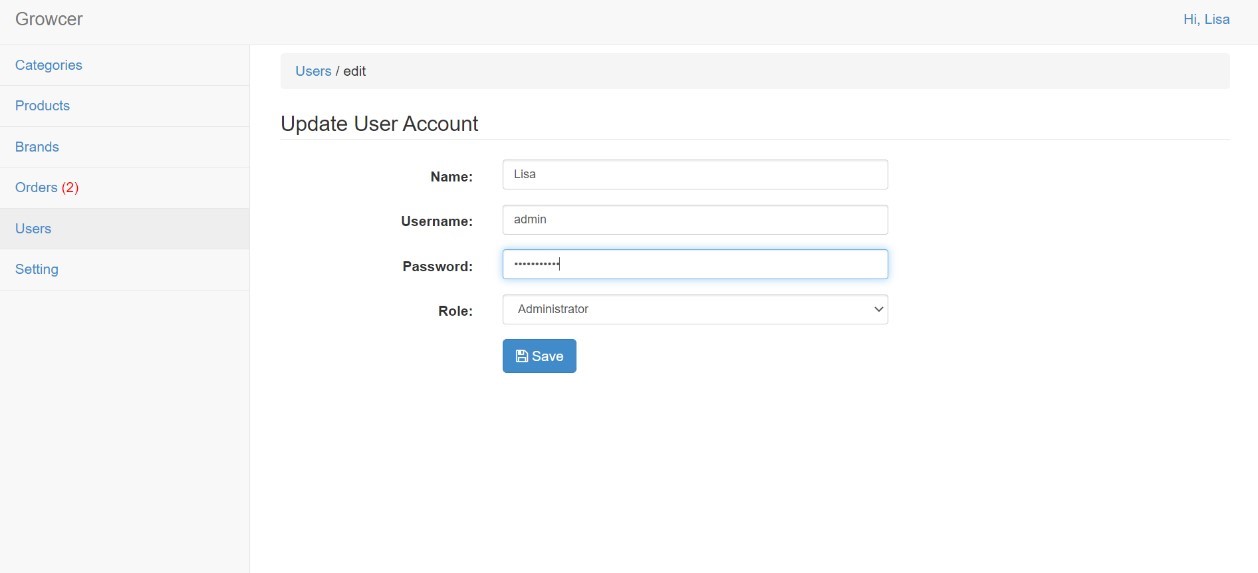 Growcer
Hi, Lisa
Categories
Products
Brands
Orders (2)
Users
Setting
Users / edit
Update User Account
Name:
Lisa
Username:
admin
Password:
•••••••••••
Role:
Administrator
Save